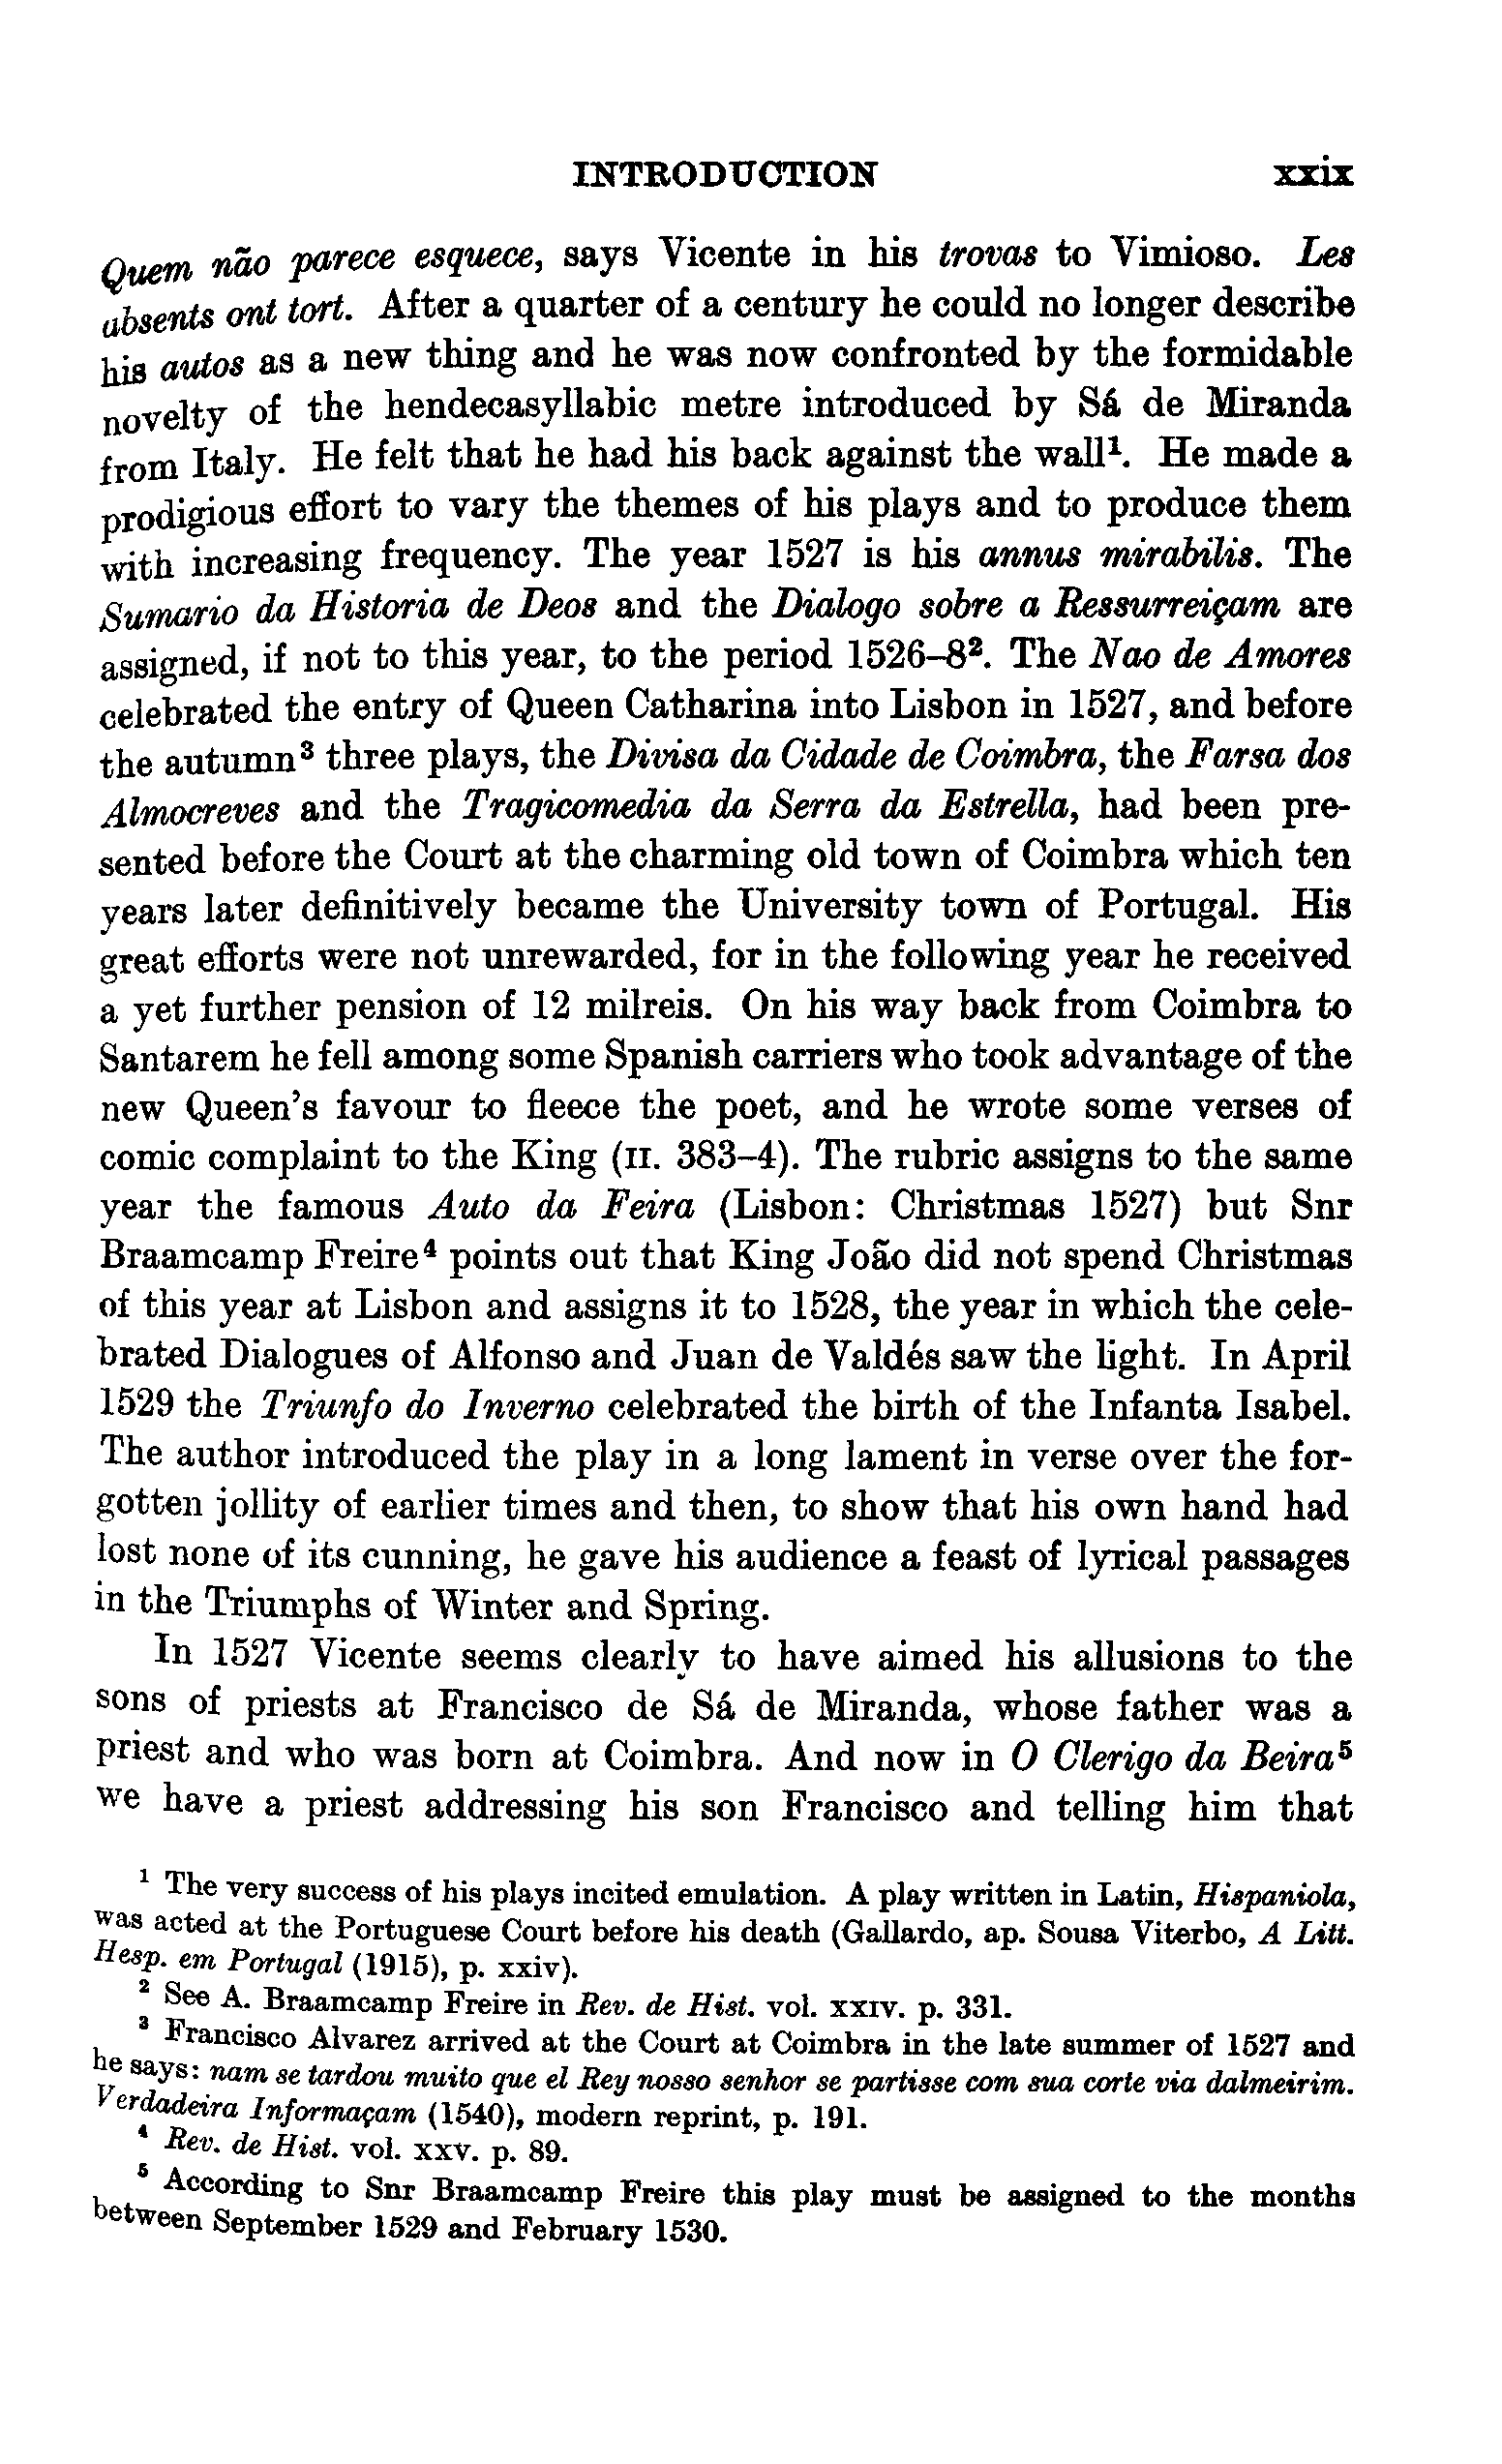 INTRODUCTION xxix
Quem não parece esquece, says Vicente in his trovas to Vimioso. Les
absents ont tort. After a quarter of a century he could no longer describe
his autos as a new thing and he was now confronted by the formidable
novelty of the hendecasyllabic metre introduced by Sá de Miranda
from Italy. He felt that he had his back against the wall¹. He made a
prodigious effort to vary the themes of his plays and to produce them
with increasing frequency. The year 1527 is his annus mirabilis. The
Sumario da Historia de Deos and the Dialogo sobre a Ressurreiçam are
assigned, if not to this year, to the period 1526–8². The Nao de Amores
celebrated the entry of Queen Catharina into Lisbon in 1527, and before
the autumn³ three plays, the Divisa da Cidade de Coimbra, the Farsa dos
Almocreves and the Tragicomedia da Serra da Estrella, had been pre-
sented before the Court at the charming old town of Coimbra which ten
years later definitively became the University town of Portugal. His
great efforts were not unrewarded, for in the following year he received
a yet further pension of 12 milreis. On his way back from Coimbra to
Santarem he fell among some Spanish carriers who took advantage of the
new Queen's favour to fleece the poet, and he wrote some verses of
comic complaint to the King (II. 383–4). The rubric assigns to the same
year the famous Auto da Feira (Lisbon: Christmas 1527) but Snr
Braamcamp Freire⁴ points out that King João did not spend Christmas
of this year at Lisbon and assigns it to 1528, the year in which the cele-
brated Dialogues of Alfonso and Juan de Valdés saw the light. In April
1529 the Triunfo do Inverno celebrated the birth of the Infanta Isabel.
The author introduced the play in a long lament in verse over the for-
gotten jollity of earlier times and then, to show that his own hand had
lost none of its cunning, he gave his audience a feast of lyrical passages
in the Triumphs of Winter and Spring.
In 1527 Vicente seems clearly to have aimed his allusions to the
sons of priests at Francisco de Sá de Miranda, whose father was a
priest and who was born at Coimbra. And now in O Clerigo da Beira⁵
we have a priest addressing his son Francisco and telling him that
¹ The very success of his plays incited emulation. A play written in Latin, Hispaniola,
was acted at the Portuguese Court before his death (Gallardo, ap. Sousa Viterbo, A Litt.
Hesp. em Portugal (1915), p. xxiv).
² See A. Braamcamp Freire in Rev. de Hist. vol. XXIV. p. 331.
³ Francisco Alvarez arrived at the Court at Coimbra in the late summer of 1527 and
he says: nam se tardou muito que el Rey nosso senhor se partisse com sua corte via dalmeirim.
Verdadeira Informaçam (1540), modern reprint, p. 191.
⁴ Rev. de Hist. vol. XXV. p. 89.
⁵ According to Snr Braamcamp Freire this play must be assigned to the months
between September 1529 and February 1530.